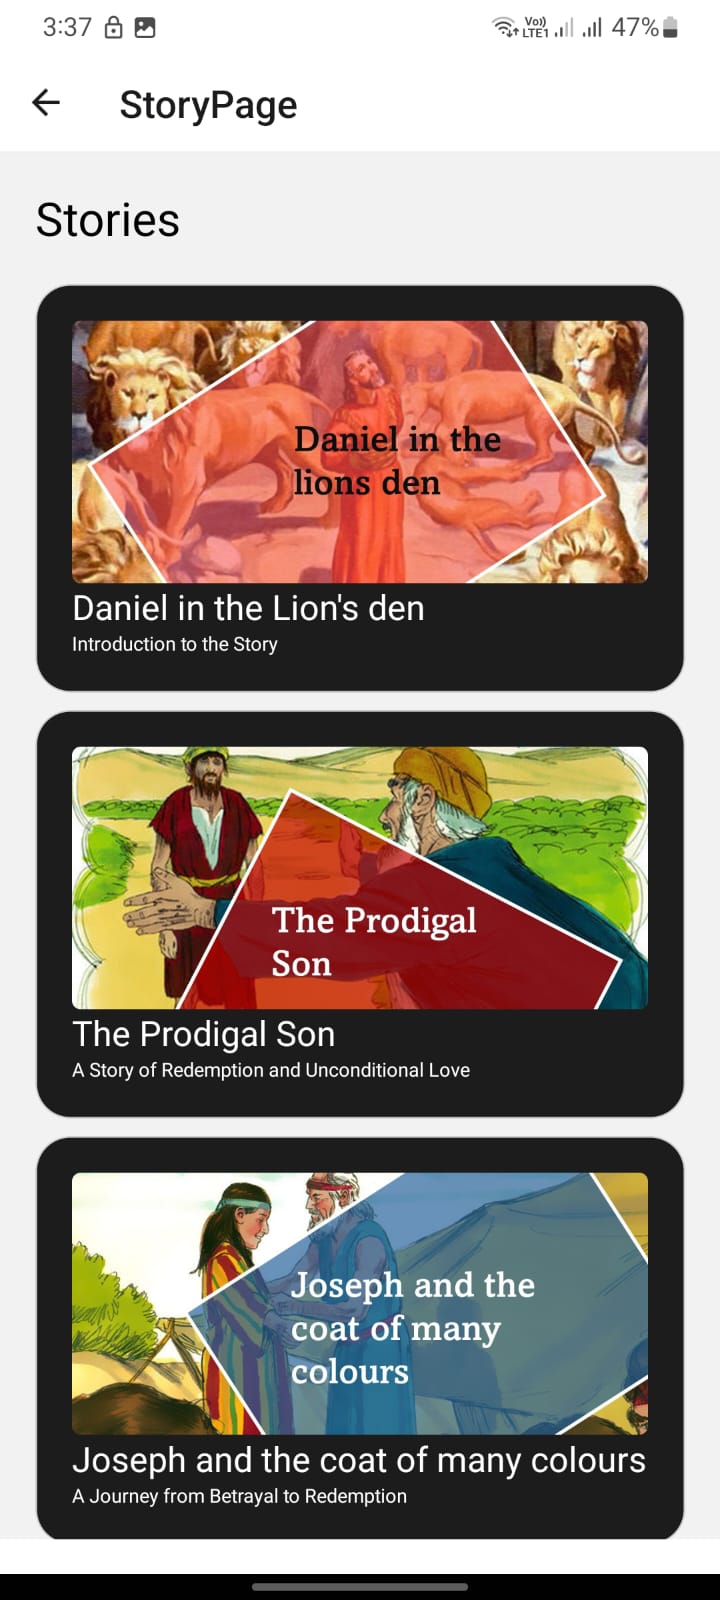 3:37 Vo)) LTE1 47%
StoryPage
Stories
Daniel in the
lions den
Daniel in the Lion's den
Introduction to the Story
The Prodigal
Son
The Prodigal Son
A Story of Redemption and Unconditional Love
Joseph and the
coat of many
colours
Joseph and the coat of many colours
A Journey from Betrayal to Redemption